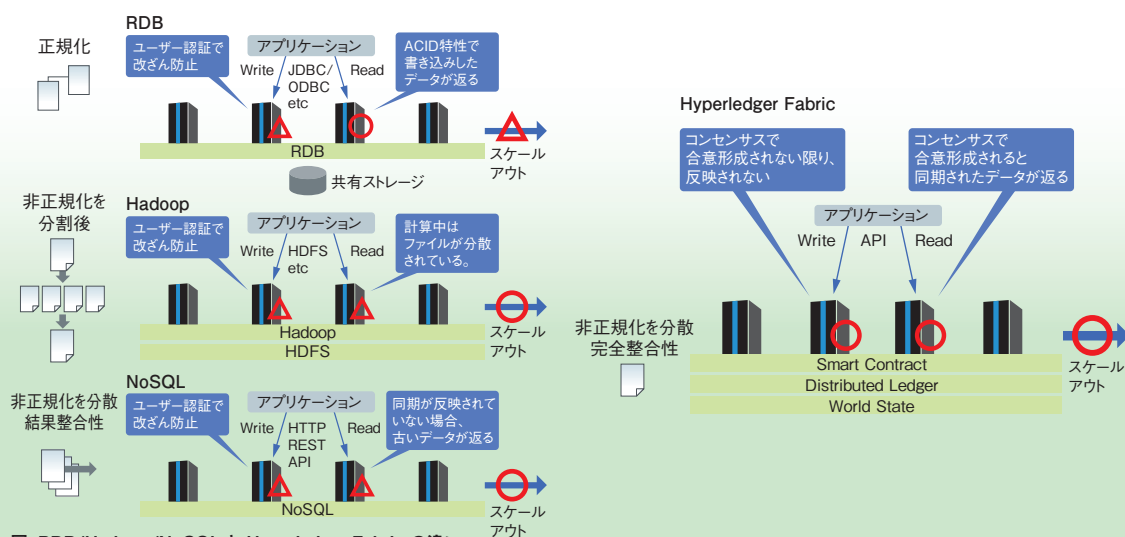 RDB
正規化
ユーザー認証で
改ざん防止
アプリケーション
Write
JDBC/
ODBC
etc
Read
ACID特性で
書き込みした
データが返る
RDB
スケール
アウト
共有ストレージ
非正規化を
分割後
Hadoop
ユーザー認証で
改ざん防止
アプリケーション
Write
HDFS
etc
Read
計算中は
ファイルが分散
されている。
Hadoop
HDFS
スケール
アウト
非正規化を分散
結果整合性
NoSQL
ユーザー認証で
改ざん防止
アプリケーション
Write
HTTP
REST
API
Read
同期が反映されて
いない場合、
古いデータが返る
NoSQL
スケール
アウト
Hyperledger Fabric
コンセンサスで
合意形成されない限り、
反映されない
コンセンサスで
合意形成されると
同期されたデータが返る
アプリケーション
Write
API
Read
非正規化を分散
完全整合性
Smart Contract
Distributed Ledger
World State
スケール
アウト